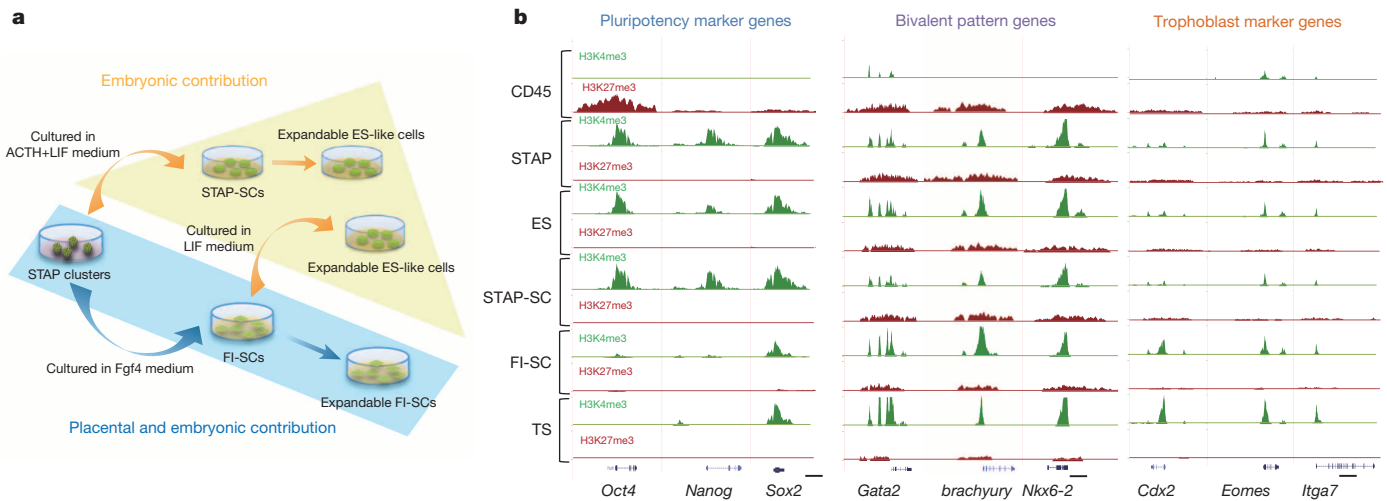 a
Embryonic contribution
Cultured in
ACTH+LIF medium
Expandable ES-like cells
STAP-SCs
Cultured in
LIF medium
Expandable ES-like cells
STAP clusters
FI-SCs
Cultured in Fgf4 medium
Expandable FI-SCs
Placental and embryonic contribution
b
Pluripotency marker genes
Bivalent pattern genes
Trophoblast marker genes
CD45
H3K4me3
H3K27me3
STAP
H3K4me3
H3K27me3
ES
H3K4me3
H3K27me3
STAP-SC
H3K4me3
H3K27me3
FI-SC
H3K4me3
H3K27me3
TS
H3K4me3
H3K27me3
Oct4 Nanog Sox2
Gata2 brachyury Nkx6-2
Cdx2 Eomes Itga7